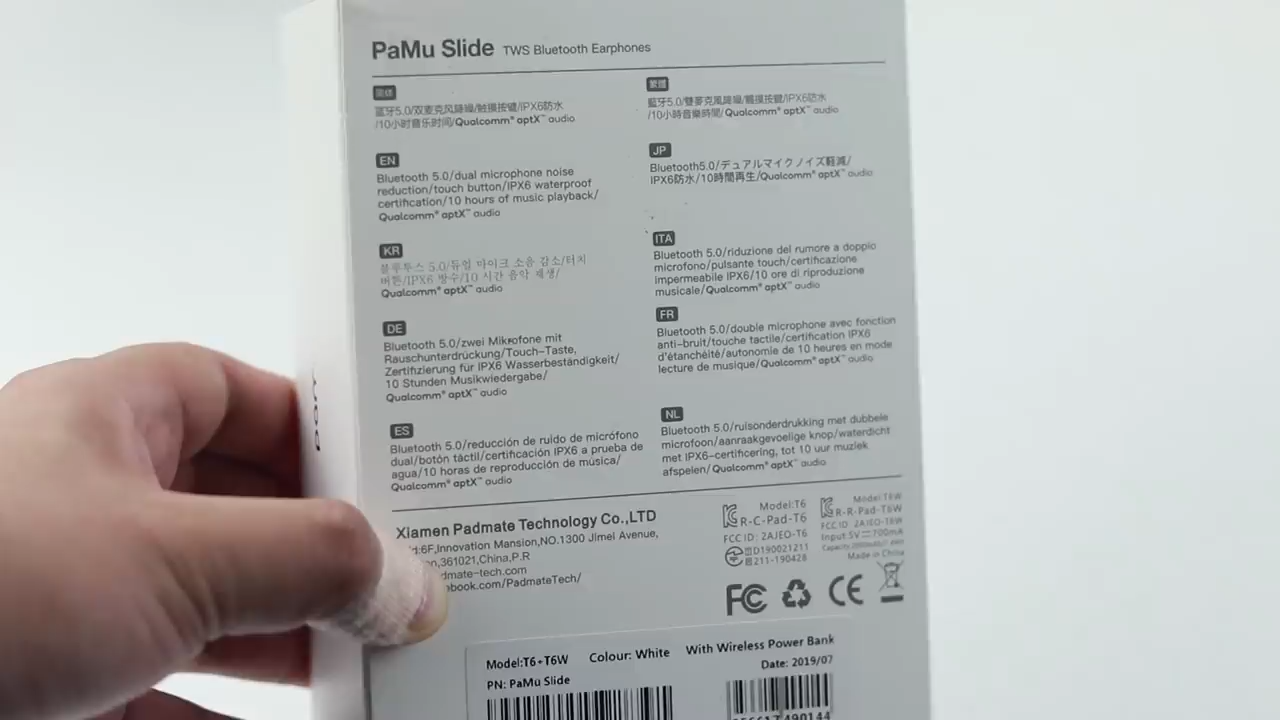 PaMu Slide TWS Bluetooth Earphones
简体
蓝牙5.0/双麦克风降噪/触摸按键/IPX6防水
/10小时音乐时间/Qualcomm® aptX™ audio
EN
Bluetooth 5.0/dual microphone noise
reduction/touch button/IPX6 waterproof
certification/10 hours of music playback/
Qualcomm® aptX™ audio
KR
블루투스 5.0/듀얼 마이크 소음 감소/터치
버튼/IPX6 방수/10 시간 음악 재생/
Qualcomm® aptX™ audio
DE
Bluetooth 5.0/zwei Mikrofone mit
Rauschunterdrückung/Touch-Taste,
Zertifizierung für IPX6 Wasserbeständigkeit/
10 Stunden Musikwiedergabe/
Qualcomm® aptX™ audio
ES
Bluetooth 5.0/reducción de ruido de micrófono
dual/botón táctil/certificación IPX6 a prueba de
agua/10 horas de reproducción de música/
Qualcomm® aptX™ audio
繁體
藍牙5.0/雙麥克風降噪/觸摸按鍵/IPX6防水
/10小時音樂時間/Qualcomm® aptX™ audio
JP
Bluetooth5.0/デュアルマイクノイズ軽減/
IPX6防水/10時間再生/Qualcomm® aptX™ audio
ITA
Bluetooth 5.0/riduzione del rumore a doppio
microfono/pulsante touch/certificazione
impermeabile IPX6/10 ore di riproduzione
musicale/Qualcomm® aptX™ audio
FR
Bluetooth 5.0/double microphone avec fonction
anti-bruit/touche tactile/certification IPX6
d'étanchéité/autonomie de 10 heures en mode
lecture de musique/Qualcomm® aptX™ audio
NL
Bluetooth 5.0/ruisonderdrukking met dubbele
microfoon/aanraakgevoelige knop/waterdicht
met IPX6-certificering, tot 10 uur muziek
afspelen/Qualcomm® aptX™ audio
Xiamen Padmate Technology Co.,LTD
d:6F,Innovation Mansion,NO.1300 Jimei Avenue,
en,361021,China,P.R
dmate-tech.com
book.com/PadmateTech/
Model:T6
R-C-Pad-T6
FCC ID: 2AJEO-T6
D190021211
211-190428
Model:T6W
R-R-Pad-T6W
FCC ID: 2AJEO-T6W
Input 5V⎓700mA
Made in China
FC CE
Model:T6+T6W Colour: White With Wireless Power Bank
PN: PaMu Slide Date: 2019/07